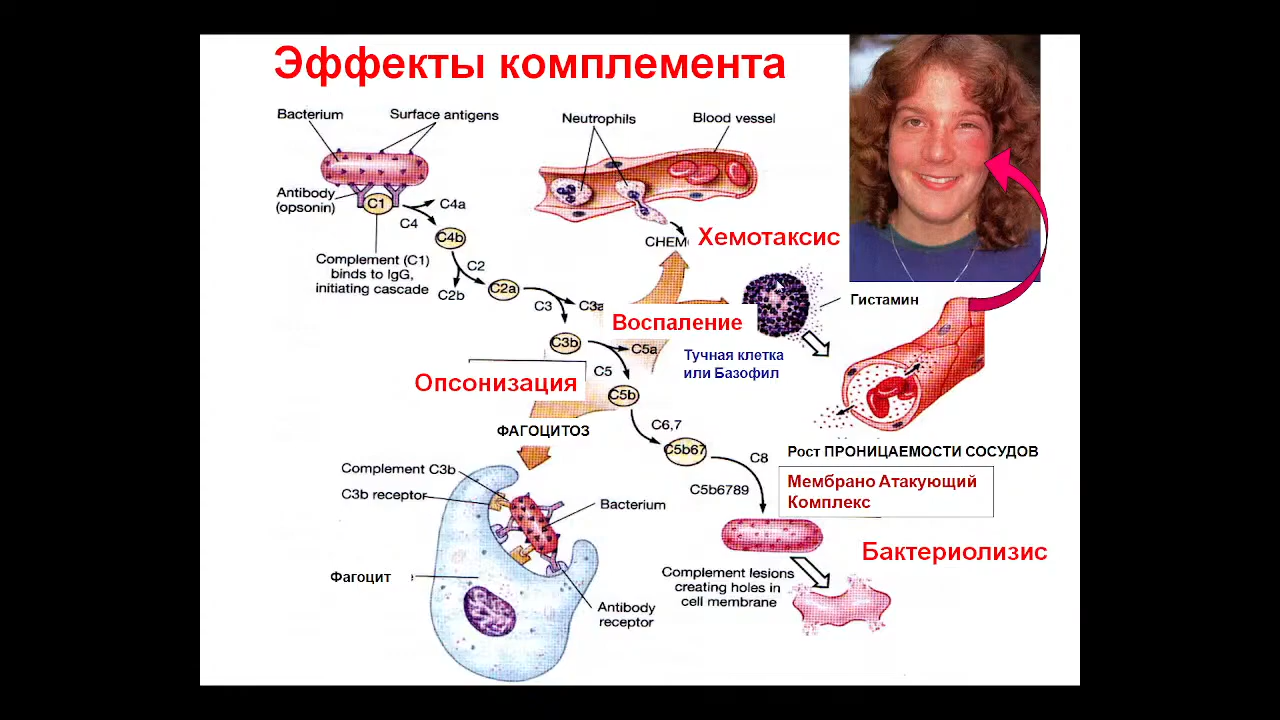 Эффекты комплемента
Bacterium
Surface antigens
Neutrophils
Blood vessel
Antibody
(opsonin)
C1
C4
C4a
C4b
Complement (C1)
binds to IgG,
initiating cascade
C2
C2b
C2a
C3
C3a
C3b
CHEM
Хемотаксис
Гистамин
Воспаление
Тучная клетка
или Базофил
C5a
C5
C5b
Опсонизация
ФАГОЦИТОЗ
C6,7
C5b67
C8
C5b6789
Рост ПРОНИЦАЕМОСТИ СОСУДОВ
Мембрано Атакующий
Комплекс
Бактериолизис
Complement lesions
creating holes in
cell membrane
Complement C3b
C3b receptor
Bacterium
Фагоцит
Antibody
receptor